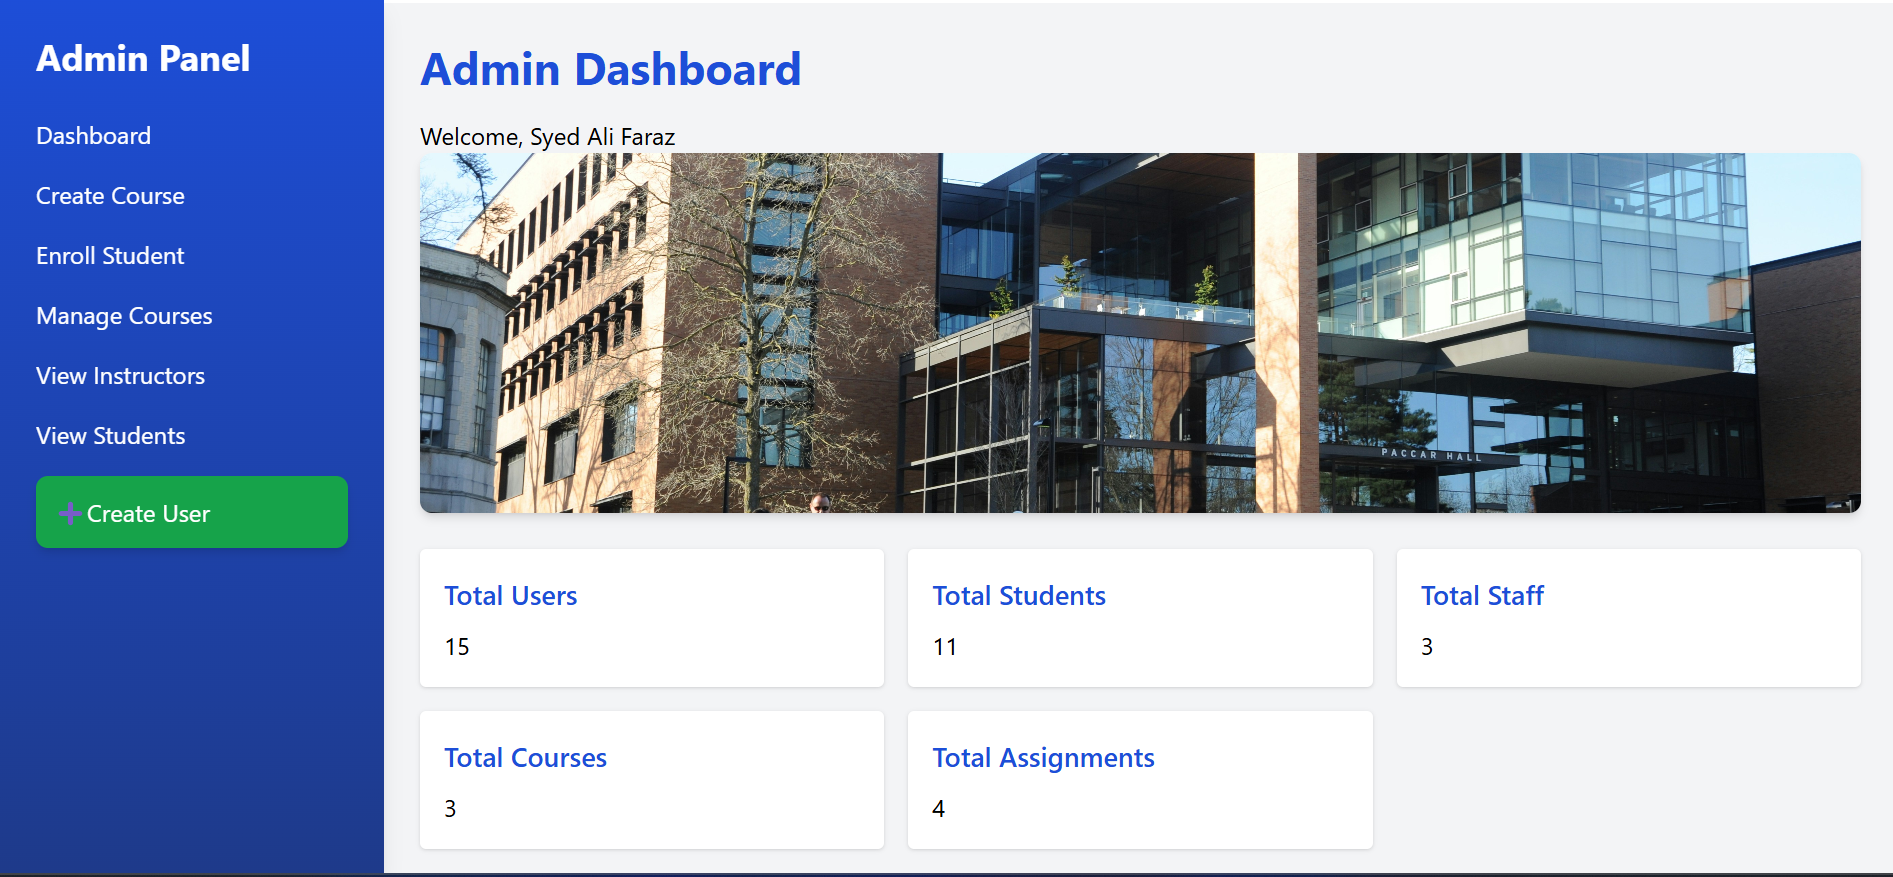 Admin Panel
Dashboard
Create Course
Enroll Student
Manage Courses
View Instructors
View Students
Create User
Admin Dashboard
Welcome, Syed Ali Faraz
PACCAR HALL
Total Users
15
Total Students
11
Total Staff
3
Total Courses
3
Total Assignments
4